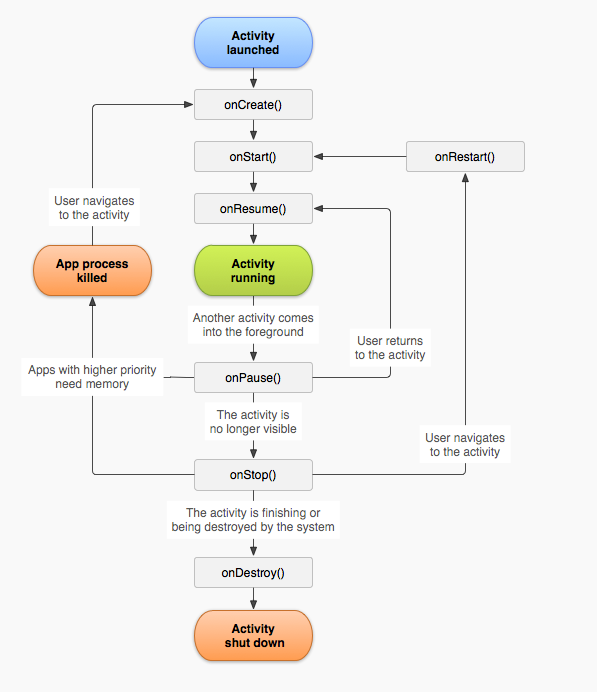 Activity
launched
onCreate()
onStart()
onRestart()
User navigates
to the activity
onResume()
App process
killed
Activity
running
Another activity comes
into the foreground
User returns
to the activity
Apps with higher priority
need memory
onPause()
The activity is
no longer visible
User navigates
to the activity
onStop()
The activity is finishing or
being destroyed by the system
onDestroy()
Activity
shut down